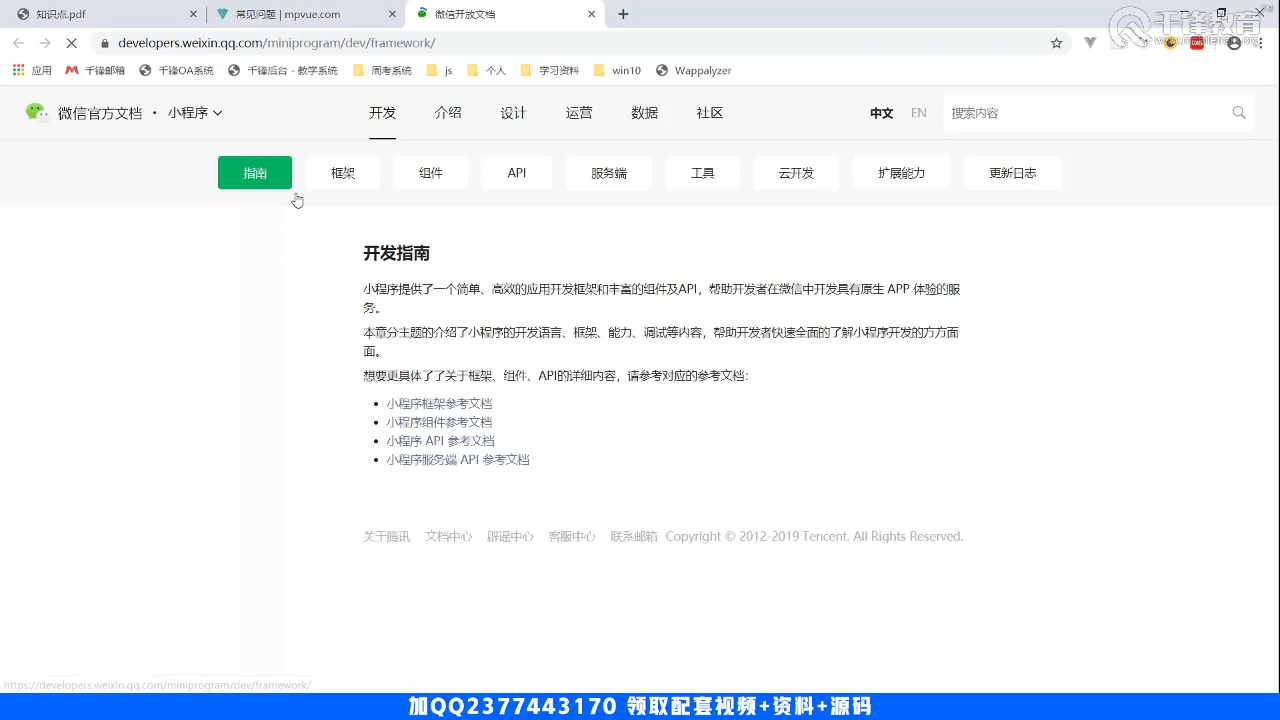 知识点.pdf
常见问题 | mpvue.com
微信开放文档
千锋教育
developers.weixin.qq.com/miniprogram/dev/framework/
应用
千锋邮箱
千锋OA系统
千锋后台 - 教学系统
周考系统
js
个人
学习资料
win10
Wappalyzer
微信官方文档 · 小程序
开发
介绍
设计
运营
数据
社区
中文
EN
搜索内容
指南
框架
组件
API
服务端
工具
云开发
扩展能力
更新日志
开发指南
小程序提供了一个简单、高效的应用开发框架和丰富的组件及API，帮助开发者在微信中开发具有原生 APP 体验的服
务。
本章分主题的介绍了小程序的开发语言、框架、能力、调试等内容，帮助开发者快速全面的了解小程序开发的方方面
面。
想要更具体了了关于框架、组件、API的详细内容，请参考对应的参考文档：
• 小程序框架参考文档
• 小程序组件参考文档
• 小程序 API 参考文档
• 小程序服务端 API 参考文档
关于腾讯
文档中心
辟谣中心
客服中心
联系邮箱
Copyright © 2012-2019 Tencent. All Rights Reserved.
https://developers.weixin.qq.com/miniprogram/dev/framework/
加QQ2377443170 领取配套视频+资料+源码